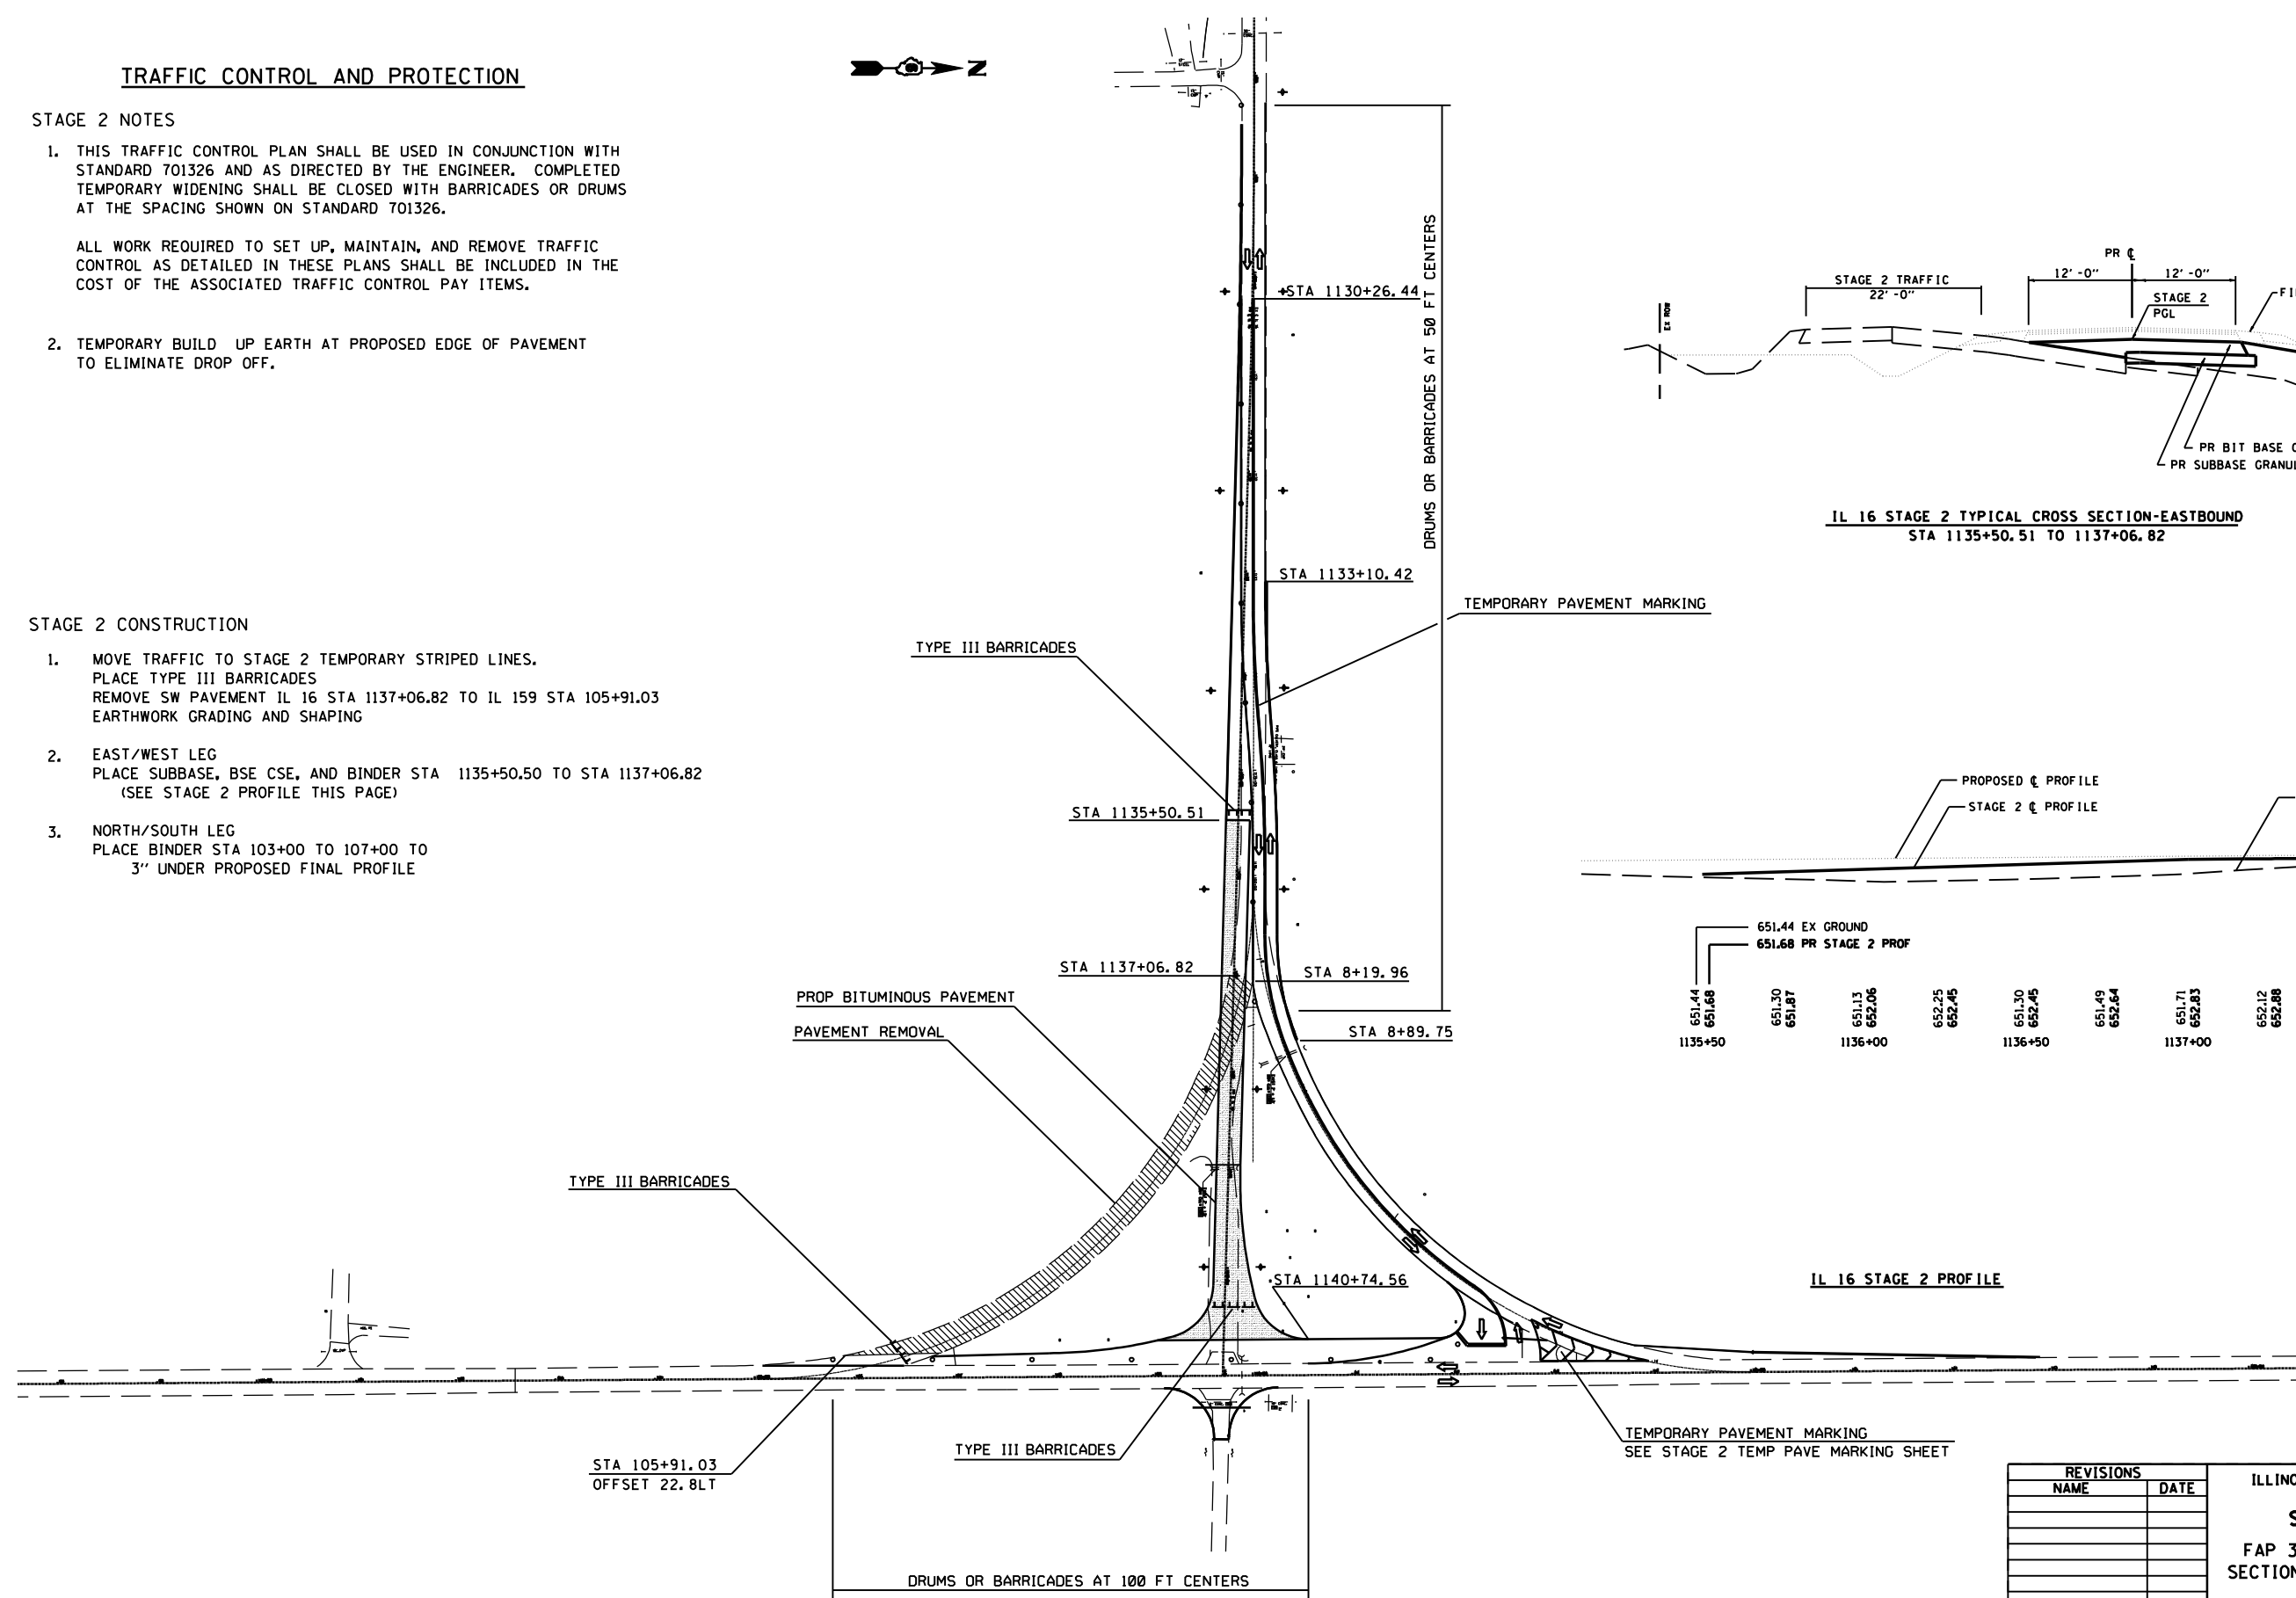 TRAFFIC CONTROL AND PROTECTION
N
STAGE 2 NOTES
1. THIS TRAFFIC CONTROL PLAN SHALL BE USED IN CONJUNCTION WITH
STANDARD 701326 AND AS DIRECTED BY THE ENGINEER. COMPLETED
TEMPORARY WIDENING SHALL BE CLOSED WITH BARRICADES OR DRUMS
AT THE SPACING SHOWN ON STANDARD 701326.
ALL WORK REQUIRED TO SET UP, MAINTAIN, AND REMOVE TRAFFIC
CONTROL AS DETAILED IN THESE PLANS SHALL BE INCLUDED IN THE
COST OF THE ASSOCIATED TRAFFIC CONTROL PAY ITEMS.
2. TEMPORARY BUILD UP EARTH AT PROPOSED EDGE OF PAVEMENT
TO ELIMINATE DROP OFF.
STAGE 2 CONSTRUCTION
1. MOVE TRAFFIC TO STAGE 2 TEMPORARY STRIPED LINES.
PLACE TYPE III BARRICADES
REMOVE SW PAVEMENT IL 16 STA 1137+06.82 TO IL 159 STA 105+91.03
EARTHWORK GRADING AND SHAPING
2. EAST/WEST LEG
PLACE SUBBASE, BSE CSE, AND BINDER STA 1135+50.50 TO STA 1137+06.82
(SEE STAGE 2 PROFILE THIS PAGE)
3. NORTH/SOUTH LEG
PLACE BINDER STA 103+00 TO 107+00 TO
3'' UNDER PROPOSED FINAL PROFILE
STA 1130+26.44
DRUMS OR BARRICADES AT 50 FT CENTERS
STA 1133+10.42
TEMPORARY PAVEMENT MARKING
TYPE III BARRICADES
STA 1135+50.51
STA 1137+06.82
STA 8+19.96
PROP BITUMINOUS PAVEMENT
PAVEMENT REMOVAL
STA 8+89.75
TYPE III BARRICADES
STA 1140+74.56
STA 105+91.03
OFFSET 22.8LT
TYPE III BARRICADES
TEMPORARY PAVEMENT MARKING
SEE STAGE 2 TEMP PAVE MARKING SHEET
DRUMS OR BARRICADES AT 100 FT CENTERS
EX ROW
STAGE 2 TRAFFIC
22'-0''
PR ℄
12'-0'' 12'-0''
STAGE 2
PGL
PR BIT BASE
PR SUBBASE
IL 16 STAGE 2 TYPICAL CROSS SECTION-EASTBOUND
STA 1135+50.51 TO 1137+06.82
PROPOSED ℄ PROFILE
STAGE 2 ℄ PROFILE
651.44 EX GROUND
651.68 PR STAGE 2 PROF
651.44 651.30 651.13 652.25 651.30 651.49 651.71 652.12
651.68 651.87 652.06 652.45 652.45 652.64 652.83 652.88
1135+50 1136+00 1136+50 1137+00
IL 16 STAGE 2 PROFILE
REVISIONS
NAME DATE
FAP 3
SECTION